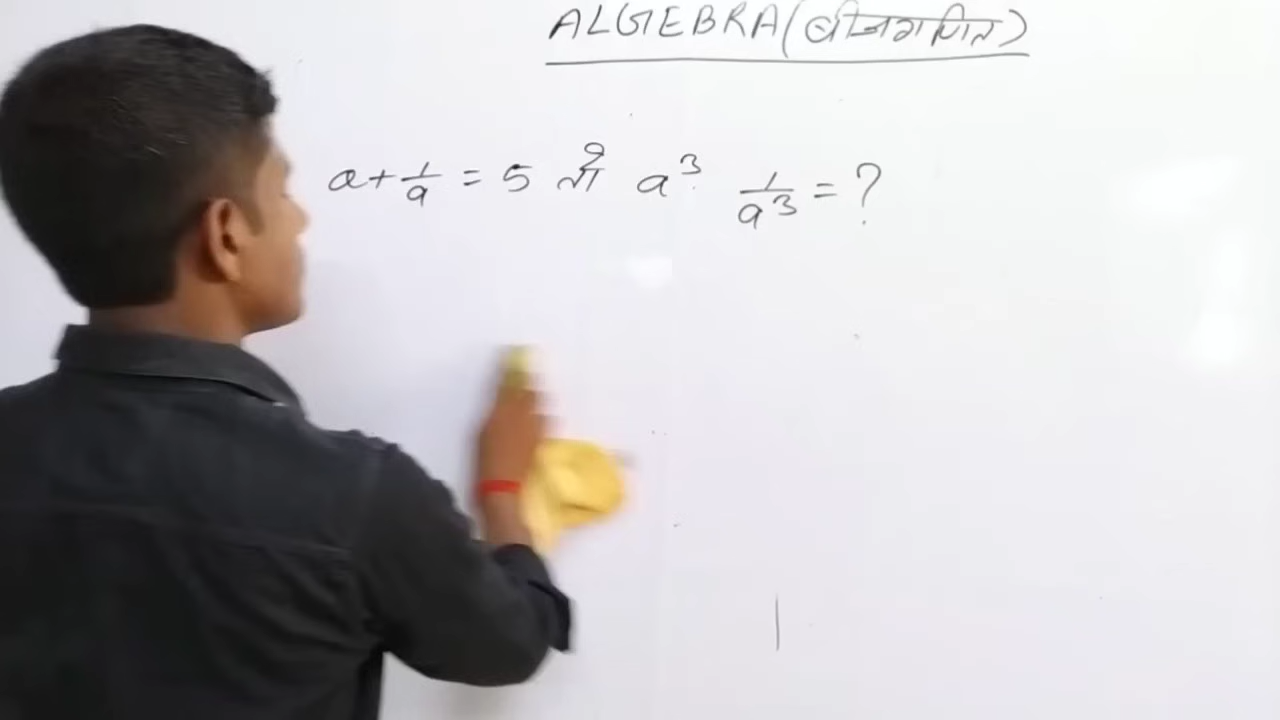 ALGEBRA (बीजगणित)
a + 1/a = 5 तो a³ 1/a³ = ?